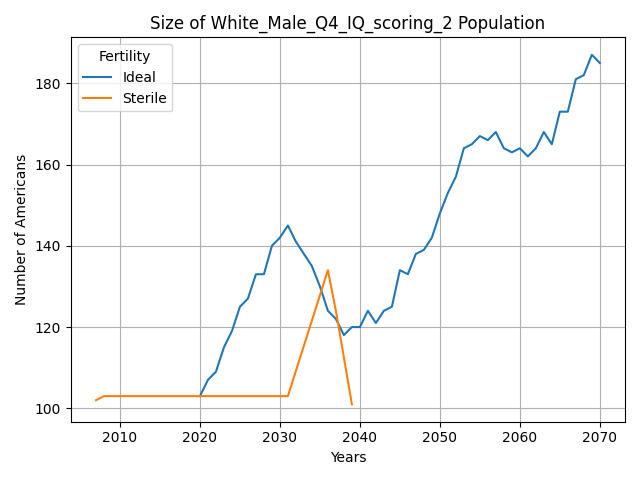 Size of White_Male_Q4_IQ_scoring_2 Population
Fertility
Ideal
Sterile
Number of Americans
180
160
140
120
100
2010 2020 2030 2040 2050 2060 2070
Years